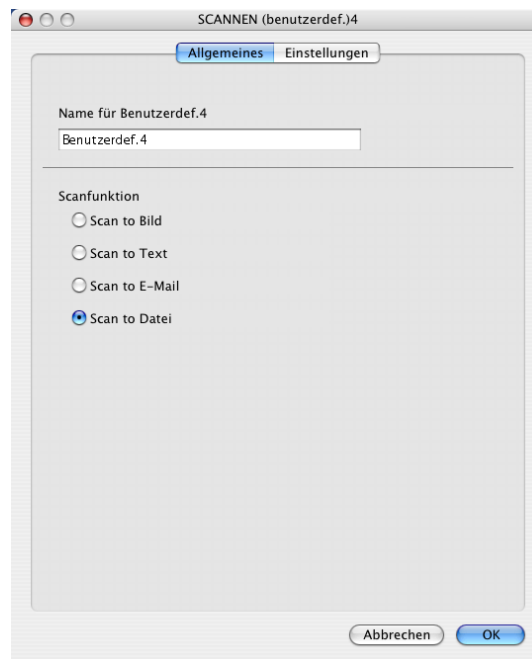 SCANNEN (benutzerdef.)4
Allgemeines Einstellungen
Name für Benutzerdef.4
Benutzerdef.4
Scanfunktion
Scan to Bild
Scan to Text
Scan to E-Mail
Scan to Datei
Abbrechen OK